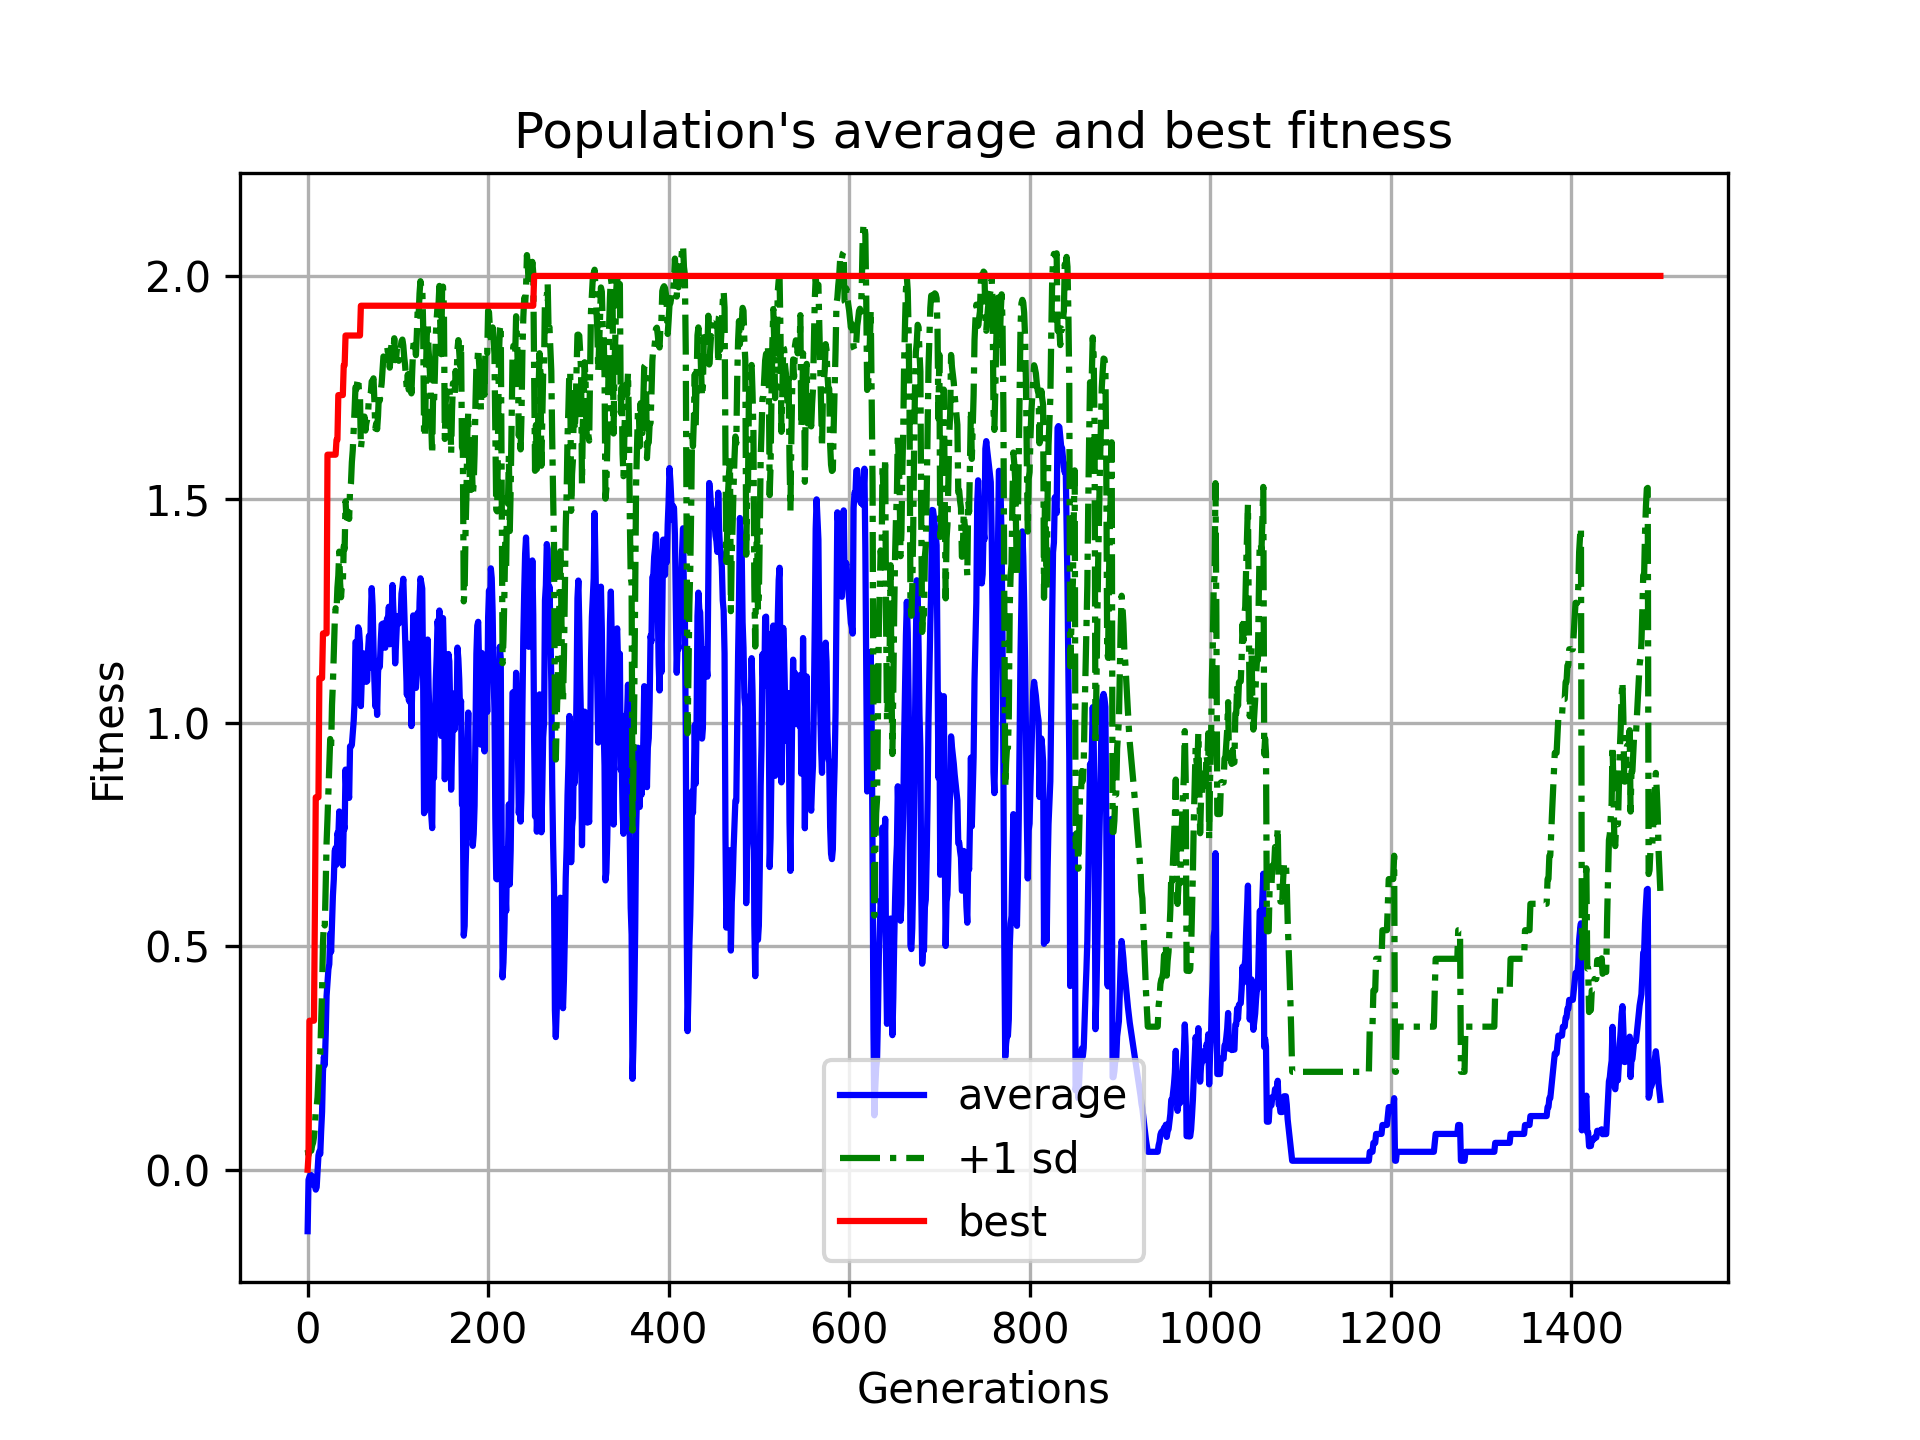 Population's average and best fitness
Fitness
2.0
1.5
1.0
0.5
0.0
average
+1 sd
best
0 200 400 600 800 1000 1200 1400
Generations